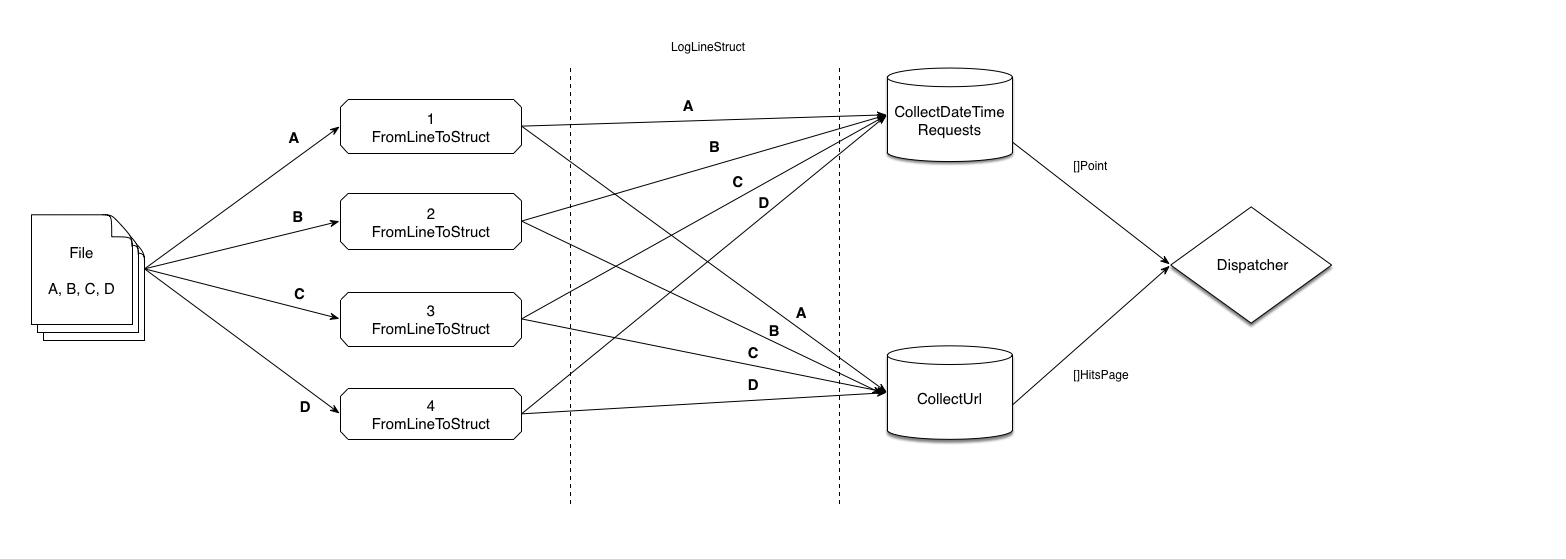 LogLineStruct
File
A, B, C, D
A
B
C
D
1
FromLineToStruct
2
FromLineToStruct
3
FromLineToStruct
4
FromLineToStruct
A
B
C
D
A
B
C
D
CollectDateTime
Requests
CollectUrl
[]Point
[]HitsPage
Dispatcher